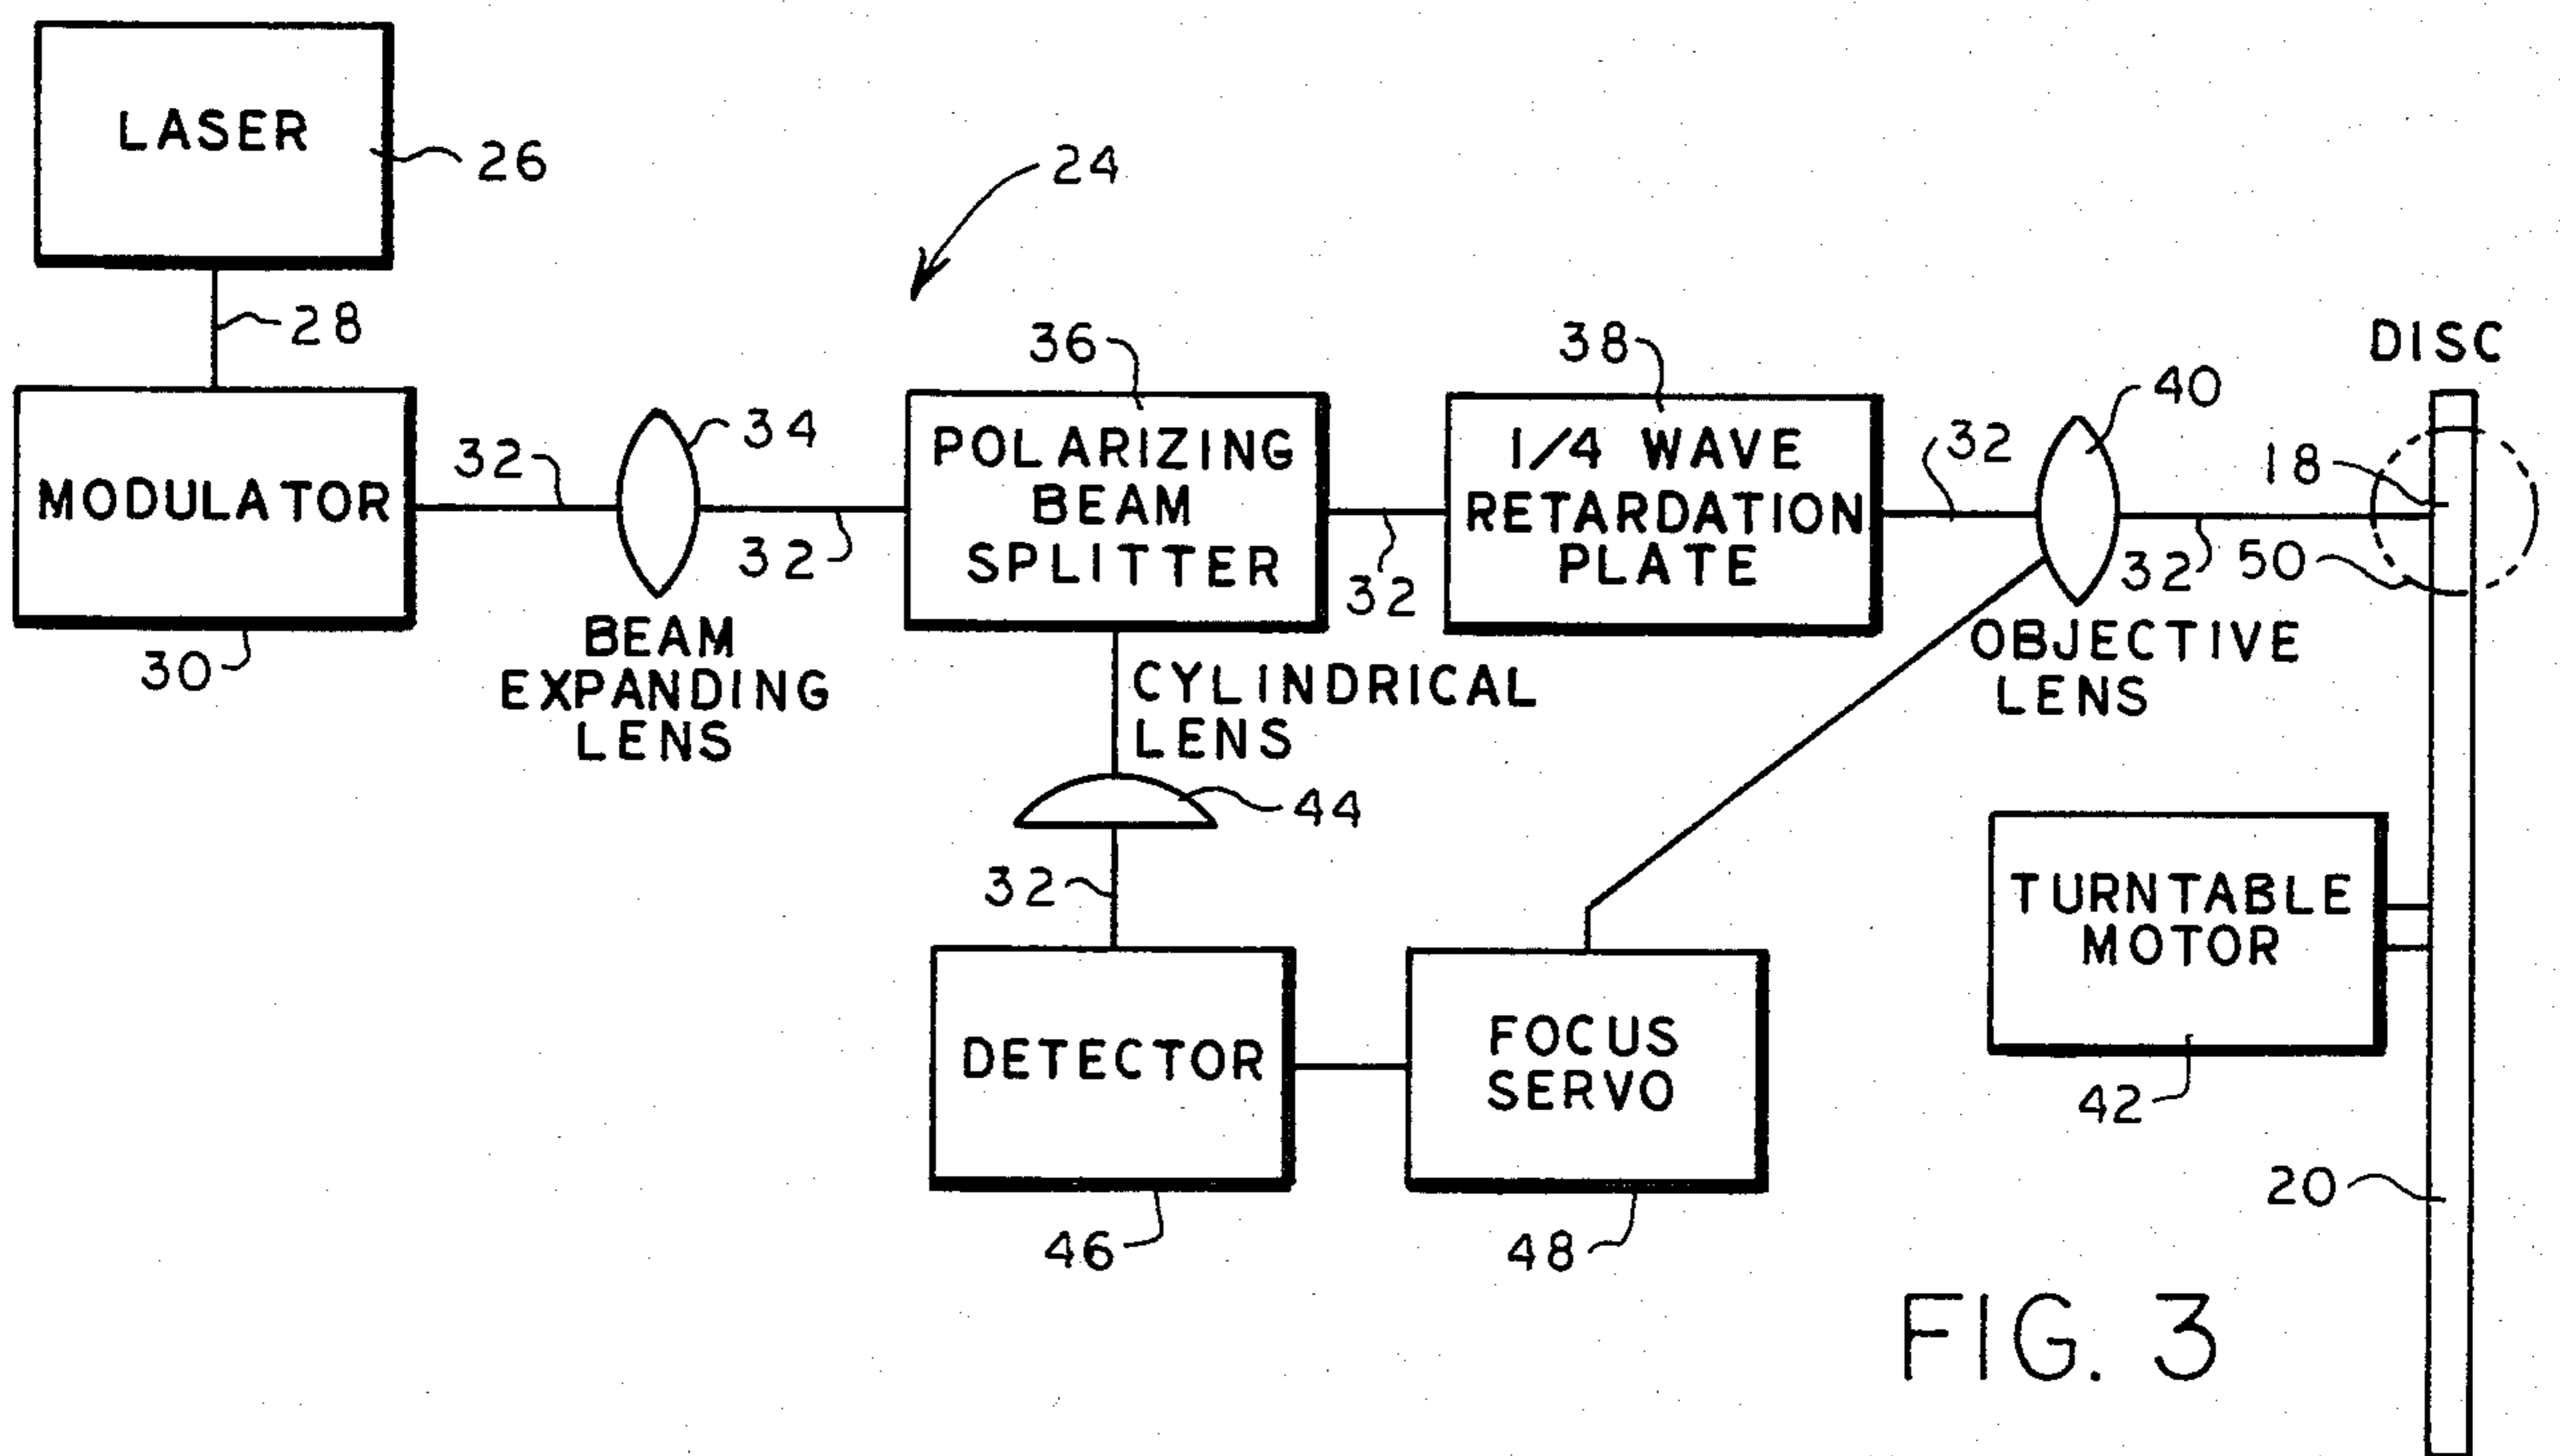 LASER
26
24
28
36
38
DISC
40
32
34
32
18
MODULATOR
POLARIZING
BEAM
SPLITTER
1/4 WAVE
RETARDATION
PLATE
32
32
32
50
30
BEAM
EXPANDING
LENS
CYLINDRICAL
LENS
OBJECTIVE
LENS
44
32
TURNTABLE
MOTOR
DETECTOR
FOCUS
SERVO
42
20
46
48
FIG. 3